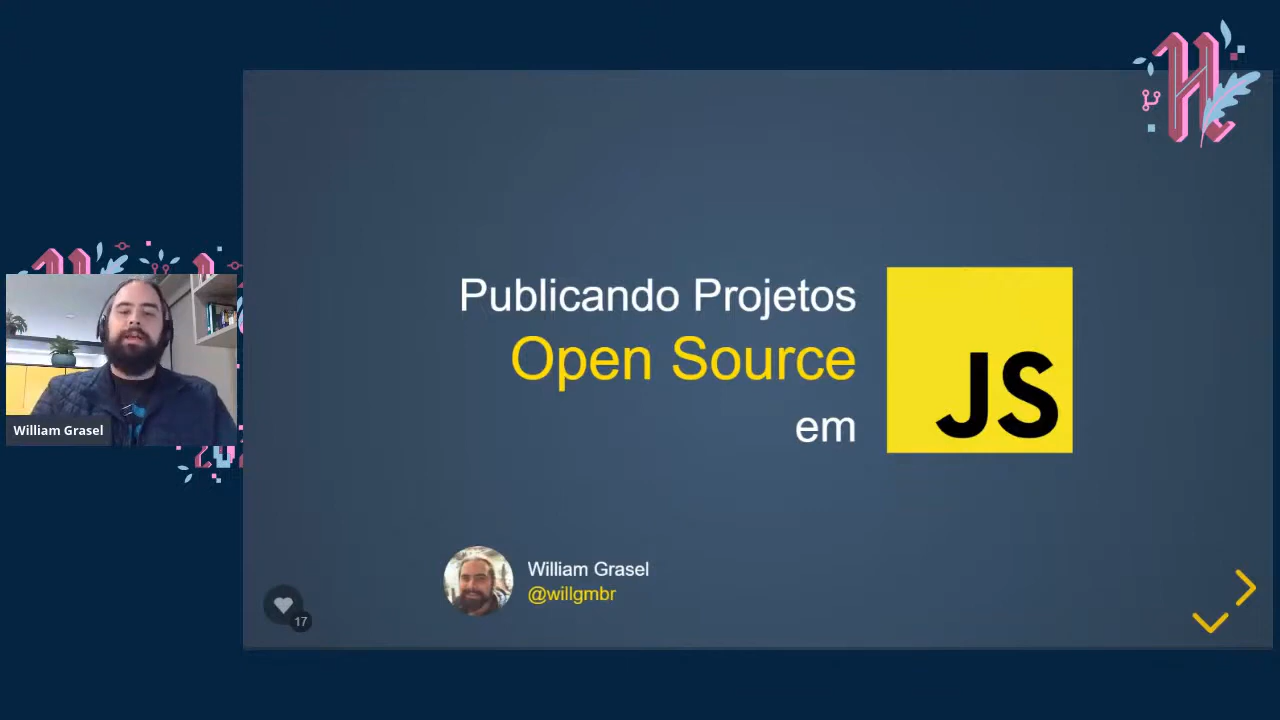 Publicando Projetos
Open Source
em
JS
William Grasel
William Grasel
@willgmbr
17